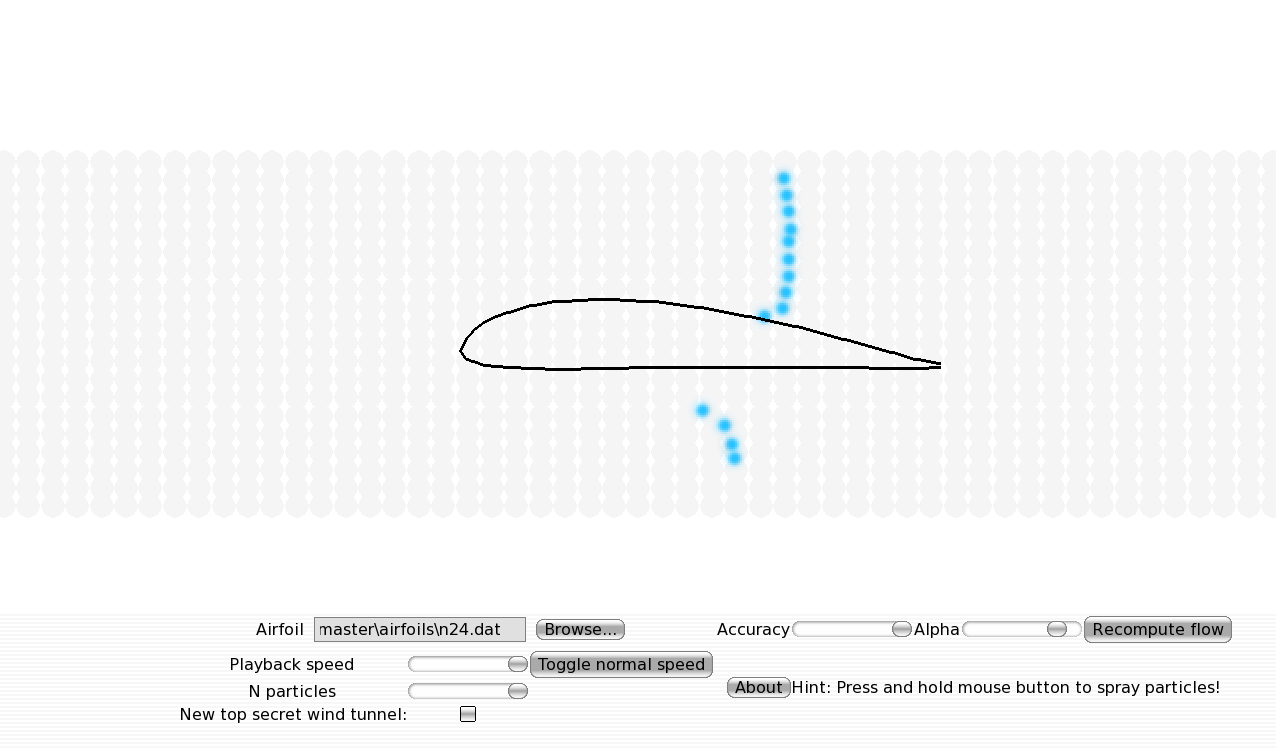 Airfoil master\airfoils\n24.dat Browse... Accuracy Alpha Recompute flow
Playback speed Toggle normal speed
N particles About Hint: Press and hold mouse button to spray particles!
New top secret wind tunnel: